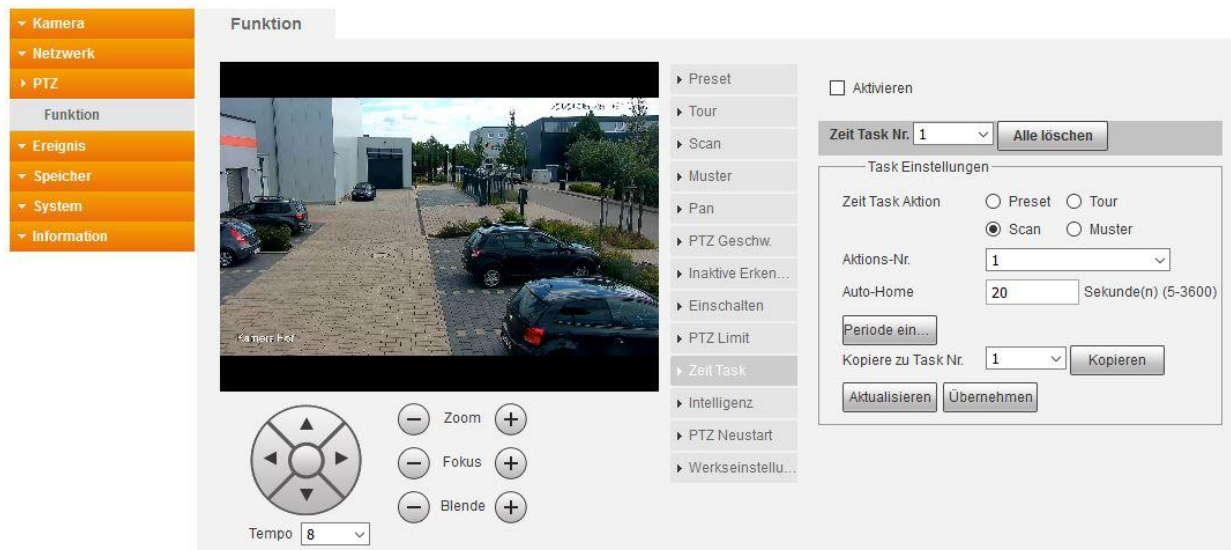 Kamera
Netzwerk
PTZ
Funktion
Ereignis
Speicher
System
Information
Funktion
Kamera Hof
Zoom
Fokus
Blende
Tempo 8
Preset
Tour
Scan
Muster
Pan
PTZ Geschw.
Inaktive Erken...
Einschalten
PTZ Limit
Zeit Task
Intelligenz
PTZ Neustart
Werkseinstellu...
Aktivieren
Zeit Task Nr. 1 Alle löschen
Task Einstellungen
Zeit Task Aktion Preset Tour
Scan Muster
Aktions-Nr. 1
Auto-Home 20 Sekunde(n) (5-3600)
Periode ein...
Kopiere zu Task Nr. 1 Kopieren
Aktualisieren Übernehmen